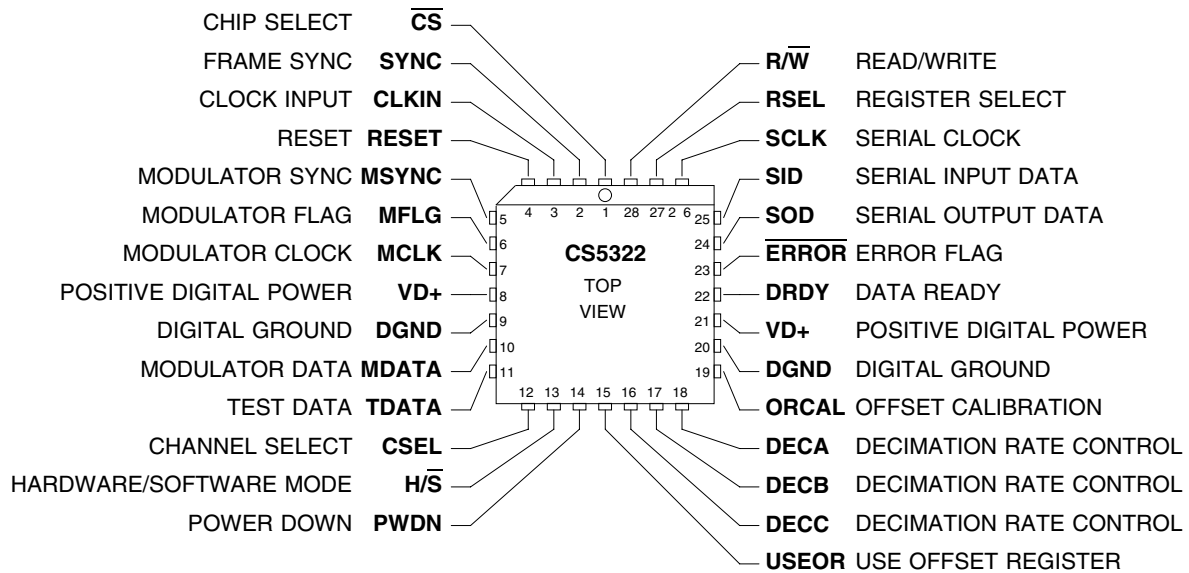 CHIP SELECT C̅S̅
FRAME SYNC SYNC
CLOCK INPUT CLKIN
RESET RESET
MODULATOR SYNC MSYNC
MODULATOR FLAG MFLG
MODULATOR CLOCK MCLK
POSITIVE DIGITAL POWER VD+
DIGITAL GROUND DGND
MODULATOR DATA MDATA
TEST DATA TDATA
CHANNEL SELECT CSEL
HARDWARE/SOFTWARE MODE H/S̅
POWER DOWN PWDN
4 3 2 1 28 27 2 6
5
6
7
8
9
10
11
CS5322
TOP
VIEW
25
24
23
22
21
20
19
12 13 14 15 16 17 18
R/W̅ READ/WRITE
RSEL REGISTER SELECT
SCLK SERIAL CLOCK
SID SERIAL INPUT DATA
SOD SERIAL OUTPUT DATA
E̅R̅R̅O̅R̅ ERROR FLAG
DRDY DATA READY
VD+ POSITIVE DIGITAL POWER
DGND DIGITAL GROUND
ORCAL OFFSET CALIBRATION
DECA DECIMATION RATE CONTROL
DECB DECIMATION RATE CONTROL
DECC DECIMATION RATE CONTROL
USEOR USE OFFSET REGISTER